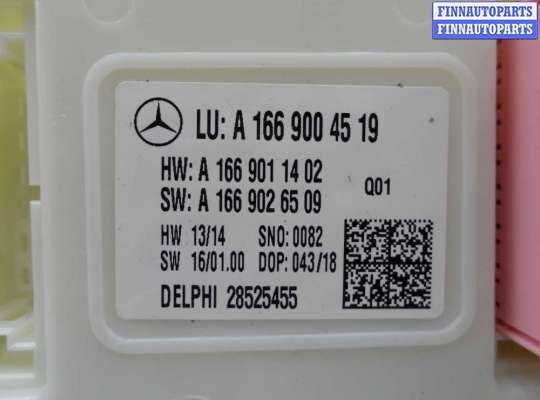 FINNAUTOPARTS
FINNAUTOPARTS
LU: A 166 900 45 19
HW: A 166 901 14 02
SW: A 166 902 65 09
Q01
HW 13/14 SNO: 0082
SW 16/01.00 DOP: 043/18
DELPHI 28525455